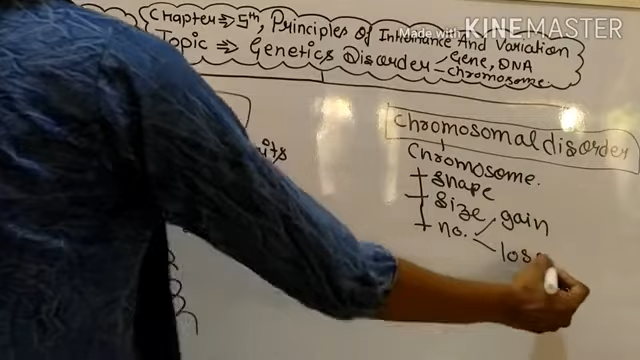 Made with KINEMASTER
Chapter ⇒ 5th, Principles Of Inheritance And Variation
Topic ⇒ Genetics Disorder - Gene, DNA
- Chromosome.
Chromosomal disorder
Chromosome.
shape
size
no. gain
los